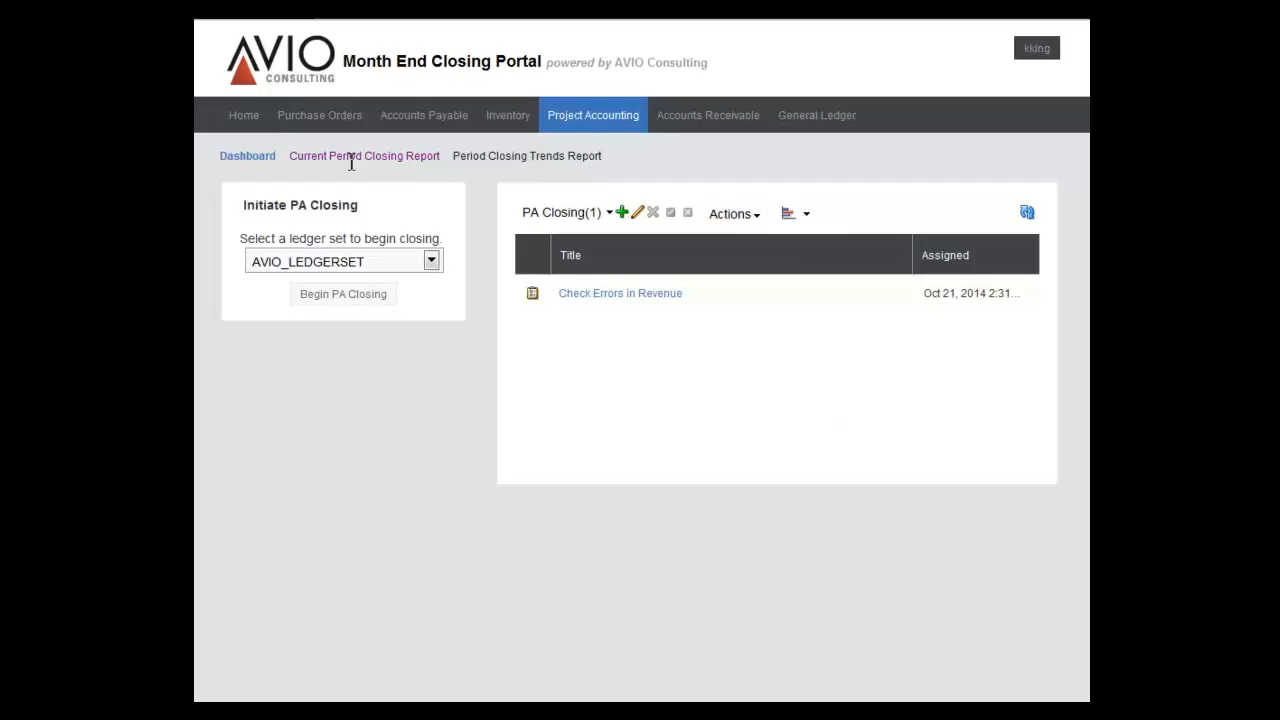 AVIO
CONSULTING
Month End Closing Portal powered by AVIO Consulting
kking
Home Purchase Orders Accounts Payable Inventory Project Accounting Accounts Receivable General Ledger
Dashboard Current Period Closing Report Period Closing Trends Report
Initiate PA Closing
Select a ledger set to begin closing.
AVIO_LEDGERSET
Begin PA Closing
PA Closing(1) Actions
Title Assigned
Check Errors in Revenue Oct 21, 2014 2:31...